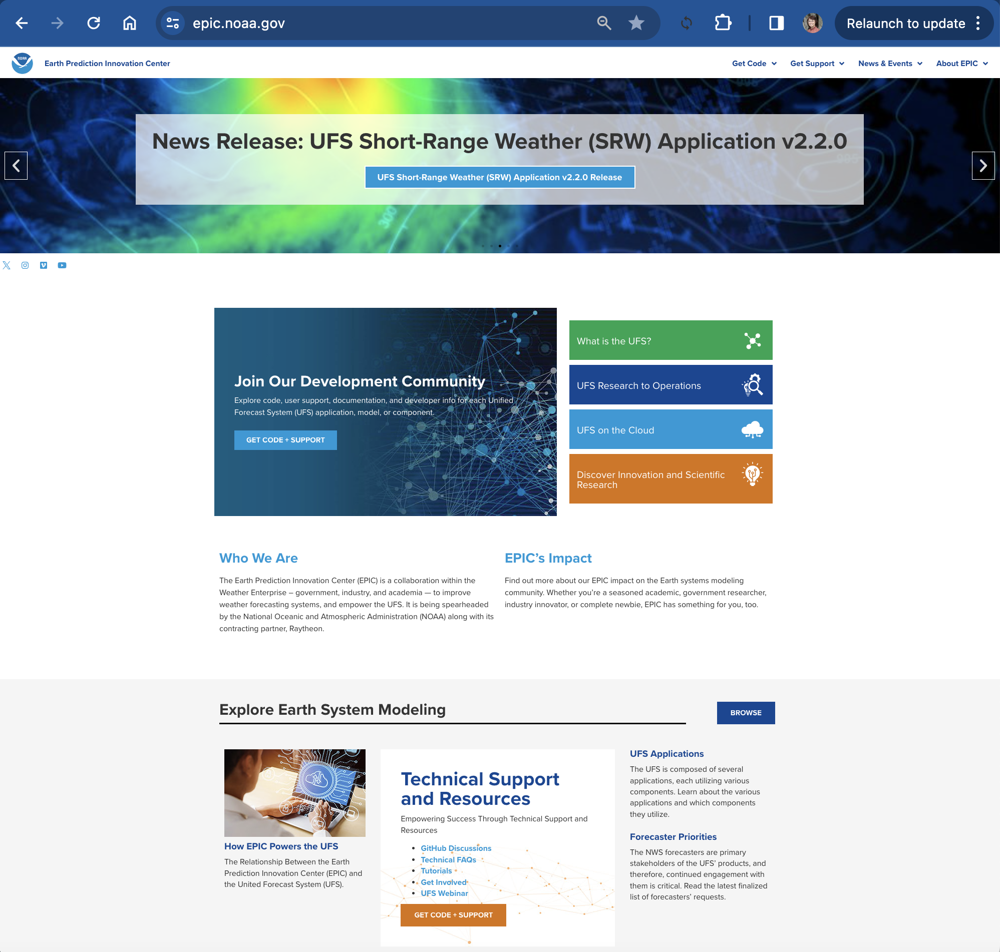 epic.noaa.gov
Relaunch to update
NOAA
Earth Prediction Innovation Center
Get Code
Get Support
News & Events
About EPIC
News Release: UFS Short-Range Weather (SRW) Application v2.2.0
UFS Short-Range Weather (SRW) Application v2.2.0 Release
300
Join Our Development Community
Explore code, user support, documentation, and developer info for each Unified
Forecast System (UFS) application, model, or component.
GET CODE + SUPPORT
What is the UFS?
UFS Research to Operations
UFS on the Cloud
Discover Innovation and Scientific
Research
Who We Are
The Earth Prediction Innovation Center (EPIC) is a collaboration within the
Weather Enterprise – government, industry, and academia — to improve
weather forecasting systems, and empower the UFS. It is being spearheaded
by the National Oceanic and Atmospheric Administration (NOAA) along with its
contracting partner, Raytheon.
EPIC’s Impact
Find out more about our EPIC impact on the Earth systems modeling
community. Whether you’re a seasoned academic, government researcher,
industry innovator, or complete newbie, EPIC has something for you, too.
Explore Earth System Modeling
BROWSE
How EPIC Powers the UFS
The Relationship Between the Earth
Prediction Innovation Center (EPIC) and
the United Forecast System (UFS).
Technical Support
and Resources
Empowering Success Through Technical Support and
Resources
• GitHub Discussions
• Technical FAQs
• Tutorials
• Get Involved
• UFS Webinar
GET CODE + SUPPORT
UFS Applications
The UFS is composed of several
applications, each utilizing various
components. Learn about the various
applications and which components
they utilize.
Forecaster Priorities
The NWS forecasters are primary
stakeholders of the UFS’ products, and
therefore, continued engagement with
them is critical. Read the latest finalized
list of forecasters’ requests.